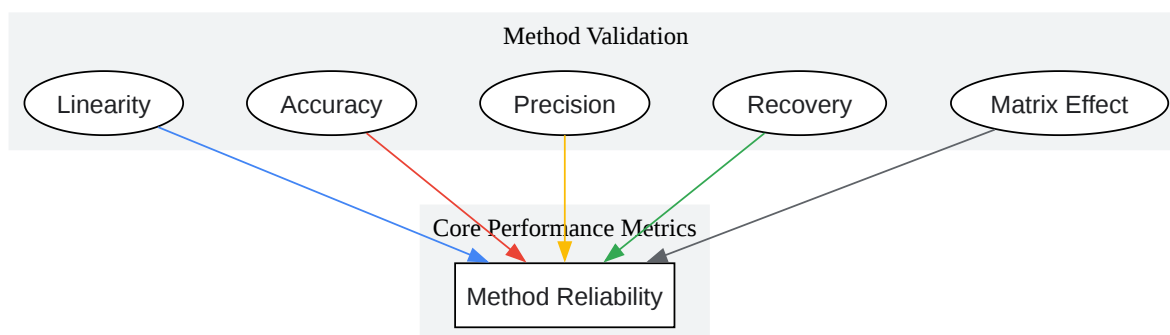 Method Validation
Linearity
Accuracy
Precision
Recovery
Matrix Effect
Core Performance Metrics
Method Reliability